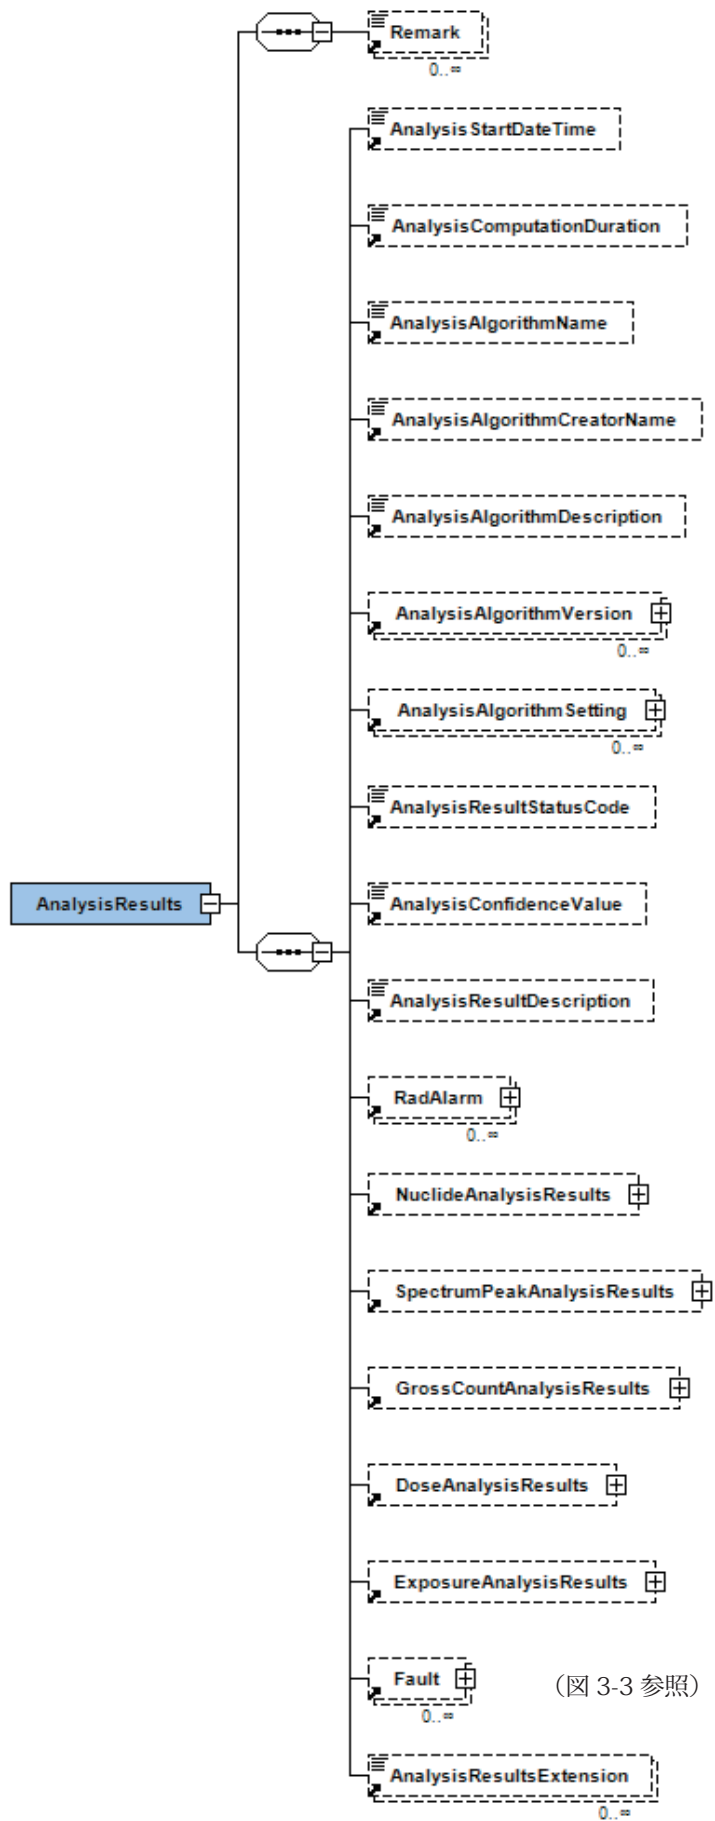 Remark
0..∞
AnalysisStartDateTime
AnalysisComputationDuration
AnalysisAlgorithmName
AnalysisAlgorithmCreatorName
AnalysisAlgorithmDescription
AnalysisAlgorithmVersion
0..∞
AnalysisAlgorithmSetting
0..∞
AnalysisResultStatusCode
AnalysisResults
AnalysisConfidenceValue
AnalysisResultDescription
RadAlarm
0..∞
NuclideAnalysisResults
SpectrumPeakAnalysisResults
GrossCountAnalysisResults
DoseAnalysisResults
ExposureAnalysisResults
Fault (図 3-3 参照)
0..∞
AnalysisResultsExtension
0..∞